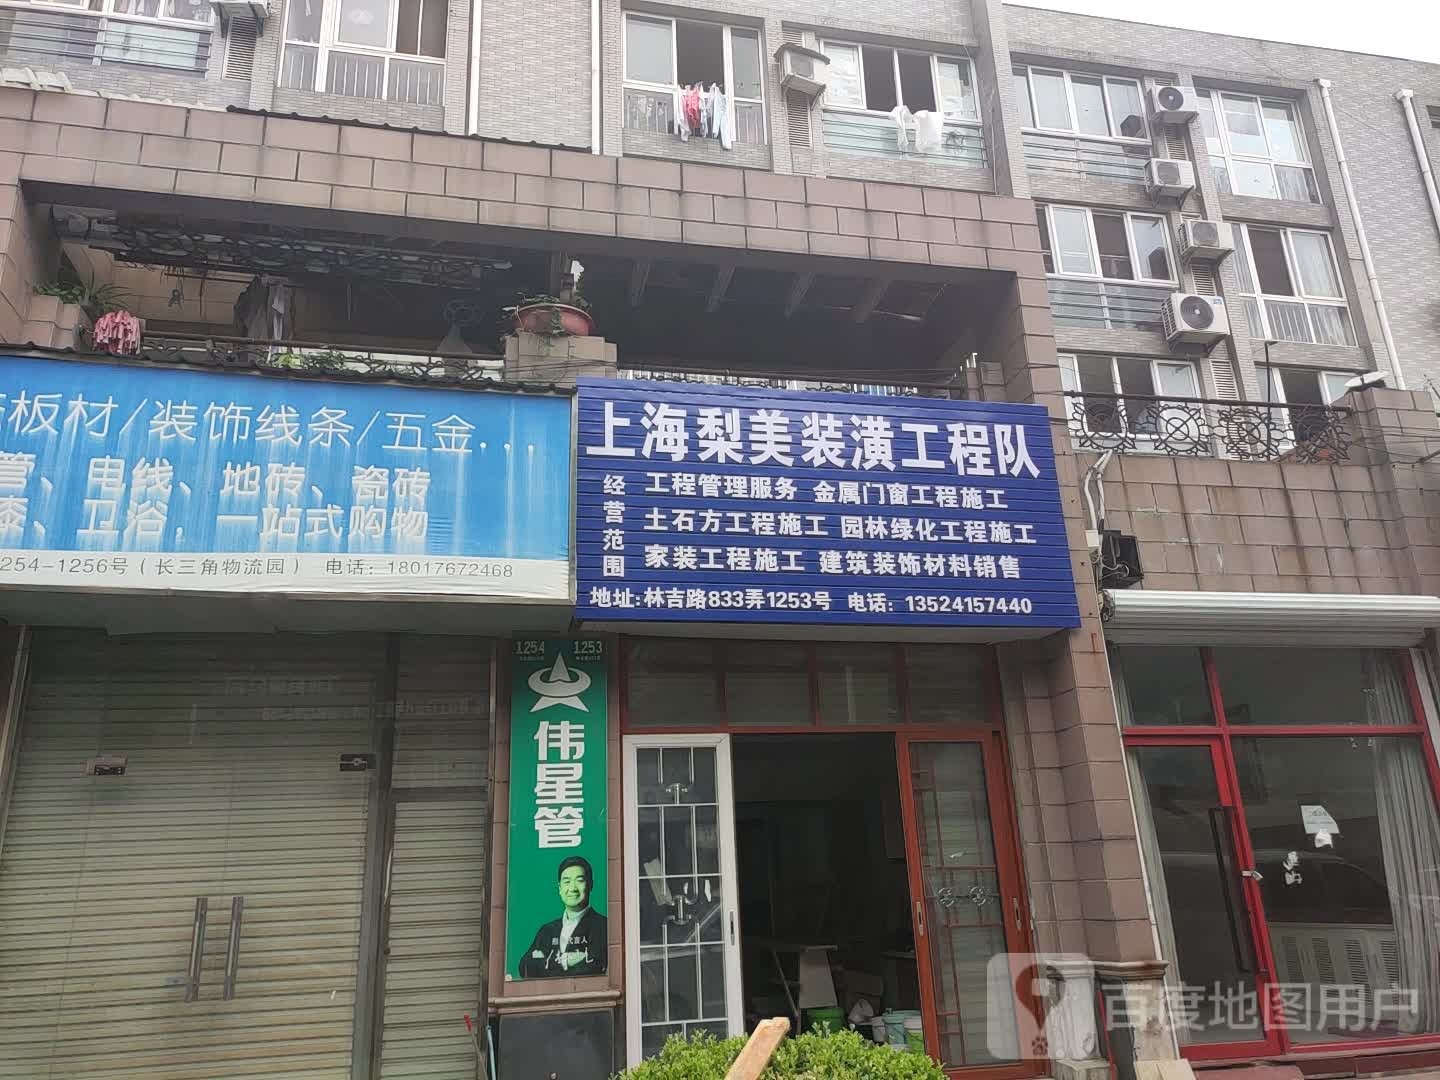 板材/装饰线条/五金...
管、电线、地砖、瓷砖
漆、卫浴,一站式购物
254-1256号（长三角物流园） 电话：18017672468
上海梨美装潢工程队
经营范围
工程管理服务 金属门窗工程施工
土石方工程施工 园林绿化工程施工
家装工程施工 建筑装饰材料销售
地址:林吉路833弄1253号 电话：13524157440
1254 1253
伟星管
形象代言人
百度地图用户